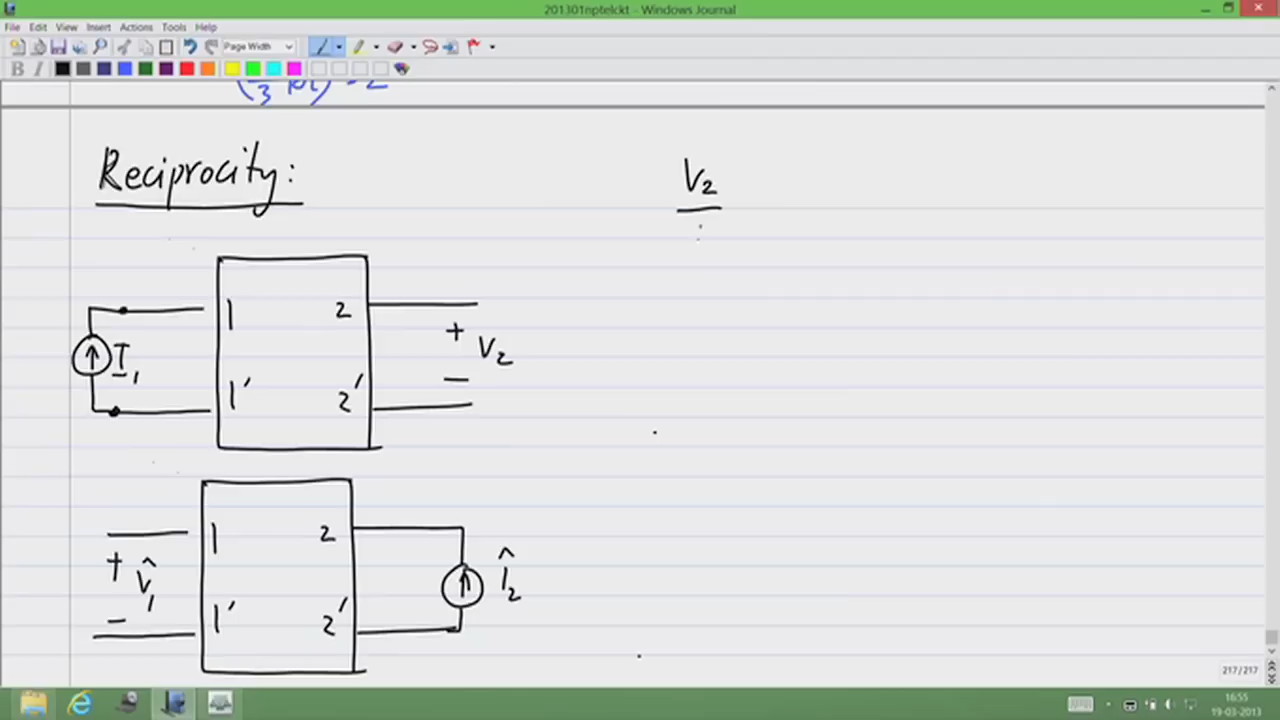 201301nptelckt - Windows Journal
File Edit View Insert Actions Tools Help
Page Width
B I
Reciprocity:
V₂
1 2
I₁
+
V₂
1′ 2′
−
1 2
+
V̂₁
Î₂
−
1′ 2′
217/217
16:55
19-03-2013